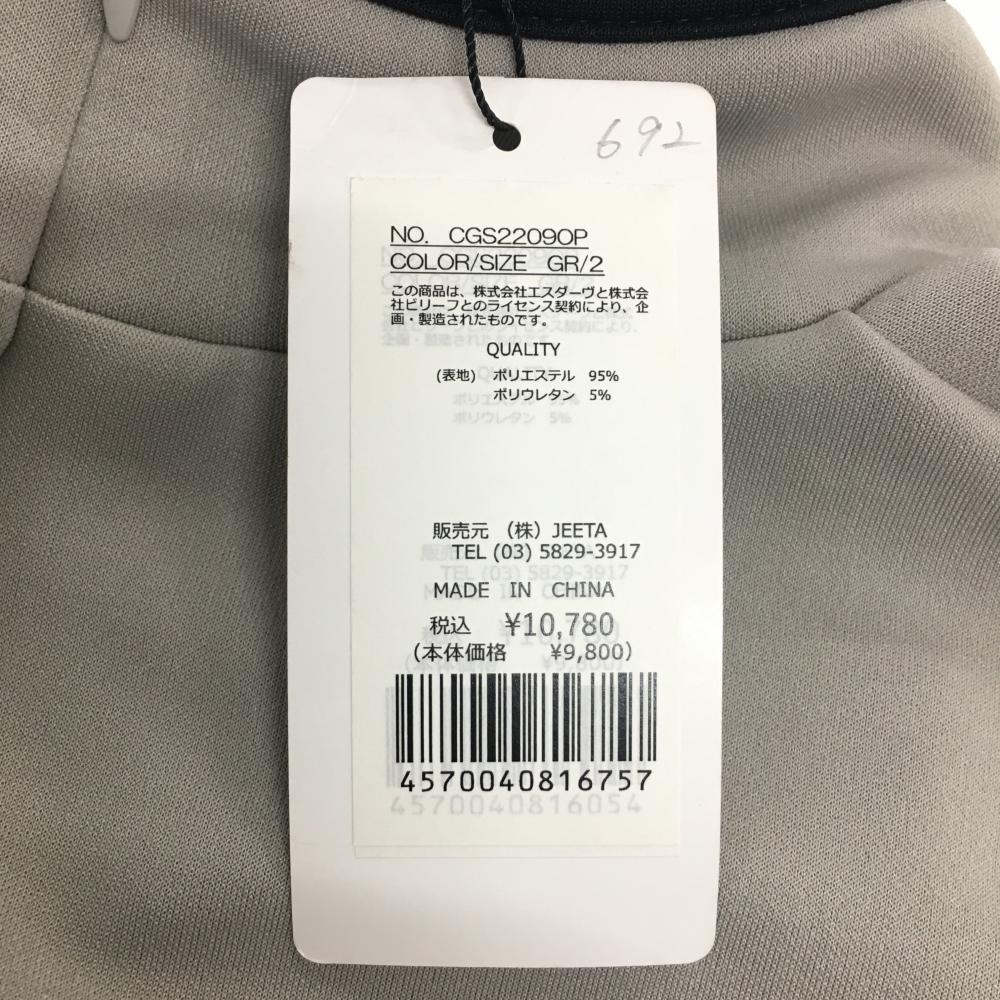 692
NO. CGS22090P
COLOR/SIZE GR/2
この商品は、株式会社エスダーヴと株式会
社ビリーフとのライセンス契約により、企
画・製造されたものです。
QUALITY
(表地) ポリエステル 95%
ポリウレタン 5%
販売元 (株) JEETA
TEL (03) 5829-3917
MADE IN CHINA
税込 ¥10,780
(本体価格 ¥9,800)
4570040816757
4570040816054